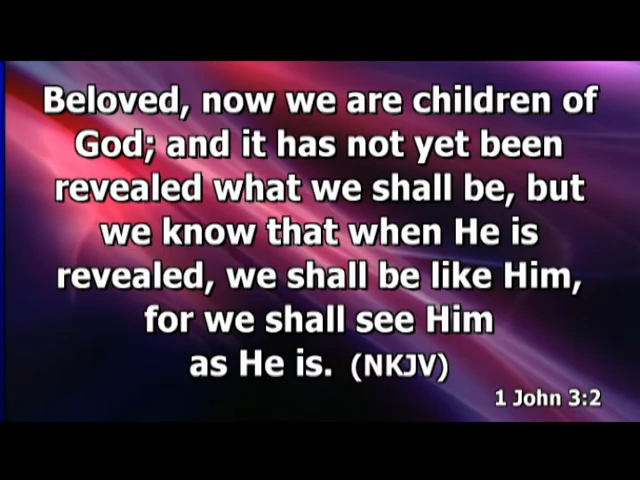 Beloved, now we are children of
God; and it has not yet been
revealed what we shall be, but
we know that when He is
revealed, we shall be like Him,
for we shall see Him
as He is. (NKJV)
1 John 3:2